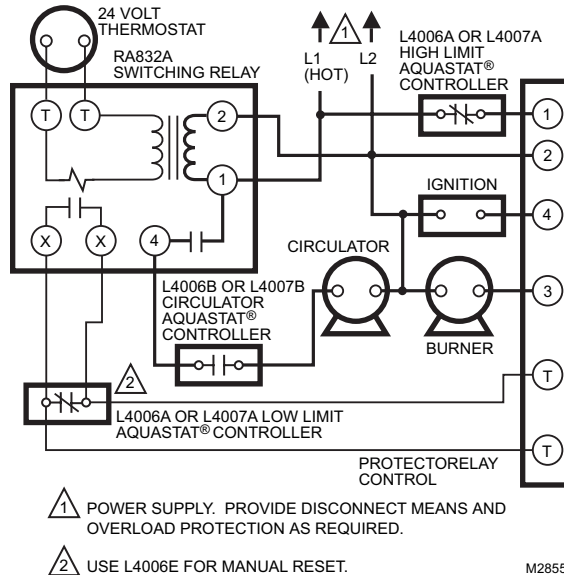 24 VOLT
THERMOSTAT
RA832A
SWITCHING RELAY
1
L1
(HOT)
L2
L4006A OR L4007A
HIGH LIMIT
AQUASTAT®
CONTROLLER
T
T
2
1
1
2
IGNITION
4
X
X
4
CIRCULATOR
3
L4006B OR L4007B
CIRCULATOR
AQUASTAT®
CONTROLLER
BURNER
2
T
L4006A OR L4007A LOW LIMIT
AQUASTAT® CONTROLLER
T
PROTECTORELAY
CONTROL
1 POWER SUPPLY. PROVIDE DISCONNECT MEANS AND
OVERLOAD PROTECTION AS REQUIRED.
2 USE L4006E FOR MANUAL RESET.
M2855